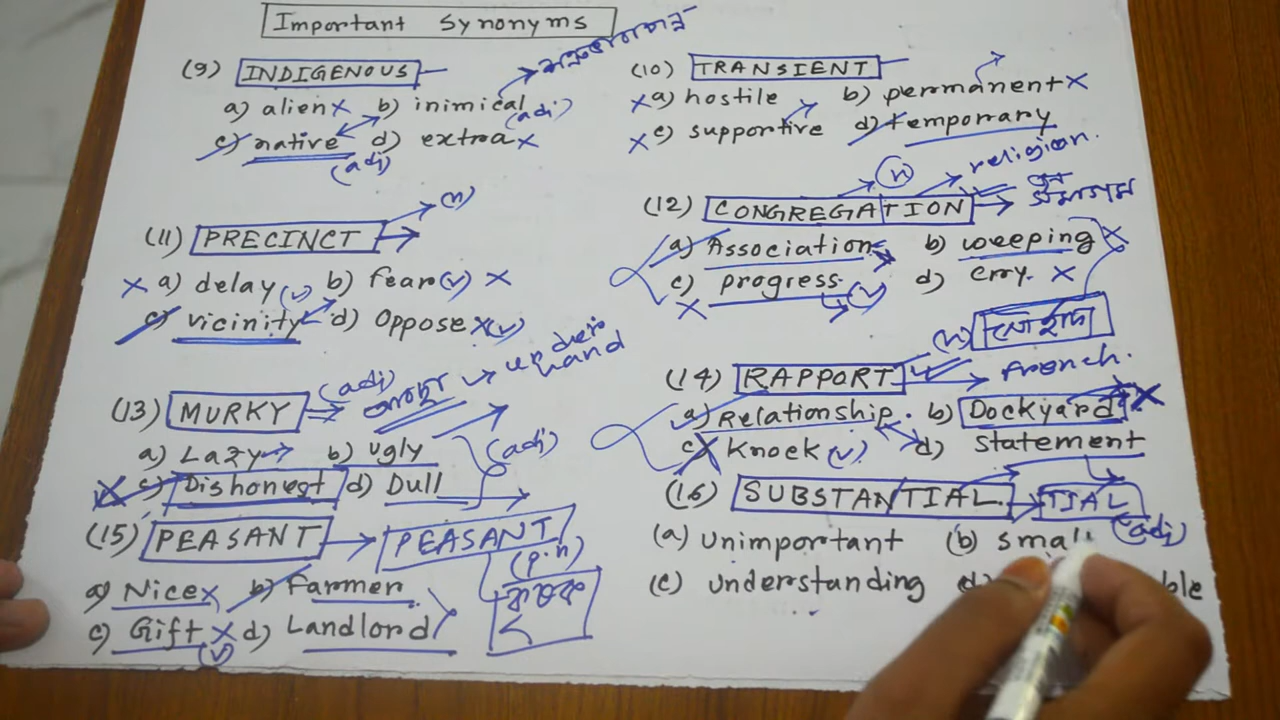 Important Synonyms
(9) INDIGENOUS
a) alien x b) inimical (adj)
c) native d) extra x
(adj)
(10) TRANSIENT
x a) hostile b) permanent x
x c) supportive d) temporary
(11) PRECINCT (n)
x a) delay (v) b) fear (v) x
c) vicinity d) Oppose x (v)
(12) CONGREGATION (n) religion.
a) Association b) weeping x
c) progress (v) d) cry. x
x
(13) MURKY (adj) under hand
a) Lazy b) ugly (adj)
c) Dishonest d) Dull
(14) RAPPORT (n) French.
a) Relationship. b) Dockyard x
c) Knock (v) d) Statement
(15) PEASANT PEASANT
a) Nice x b) Farmer (p.n)
c) Gift x d) Landlord
(v)
(16) SUBSTANTIAL TIAL (adj)
(a) unimportant (b) small
(c) understanding